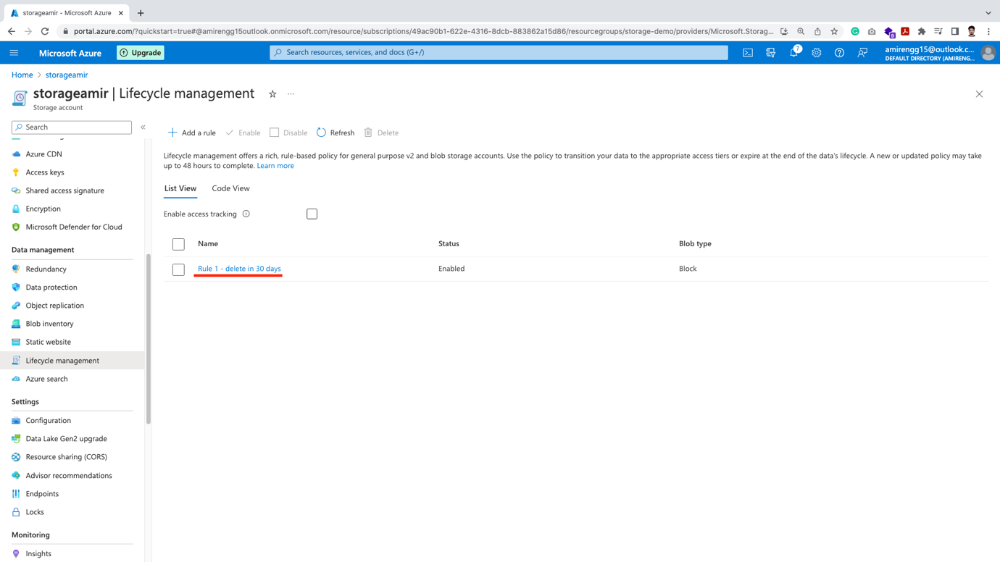 storageamir - Microsoft Azure
portal.azure.com/?quickstart=true#@amirengg15outlook.onmicrosoft.com/resource/subscriptions/49ac90b1-622e-4316-8dcb-883862a15d86/resourcegroups/storage-demo/providers/Microsoft.Storag...
9
Microsoft Azure
Upgrade
Search resources, services, and docs (G+/)
7
amirengg15@outlook.c...
DEFAULT DIRECTORY (AMIRENG...
Home > storageamir
storageamir | Lifecycle management
...
Storage account
Search
«
Azure CDN
Access keys
Shared access signature
Encryption
Microsoft Defender for Cloud
Data management
Redundancy
Data protection
Object replication
Blob inventory
Static website
Lifecycle management
Azure search
Settings
Configuration
Data Lake Gen2 upgrade
Resource sharing (CORS)
Advisor recommendations
Endpoints
Locks
Monitoring
Insights
Add a rule Enable Disable Refresh Delete
Lifecycle management offers a rich, rule-based policy for general purpose v2 and blob storage accounts. Use the policy to transition your data to the appropriate access tiers or expire at the end of the data's lifecycle. A new or updated policy may take
up to 48 hours to complete. Learn more
List View Code View
Enable access tracking
Name Status Blob type
Rule 1 - delete in 30 days Enabled Block